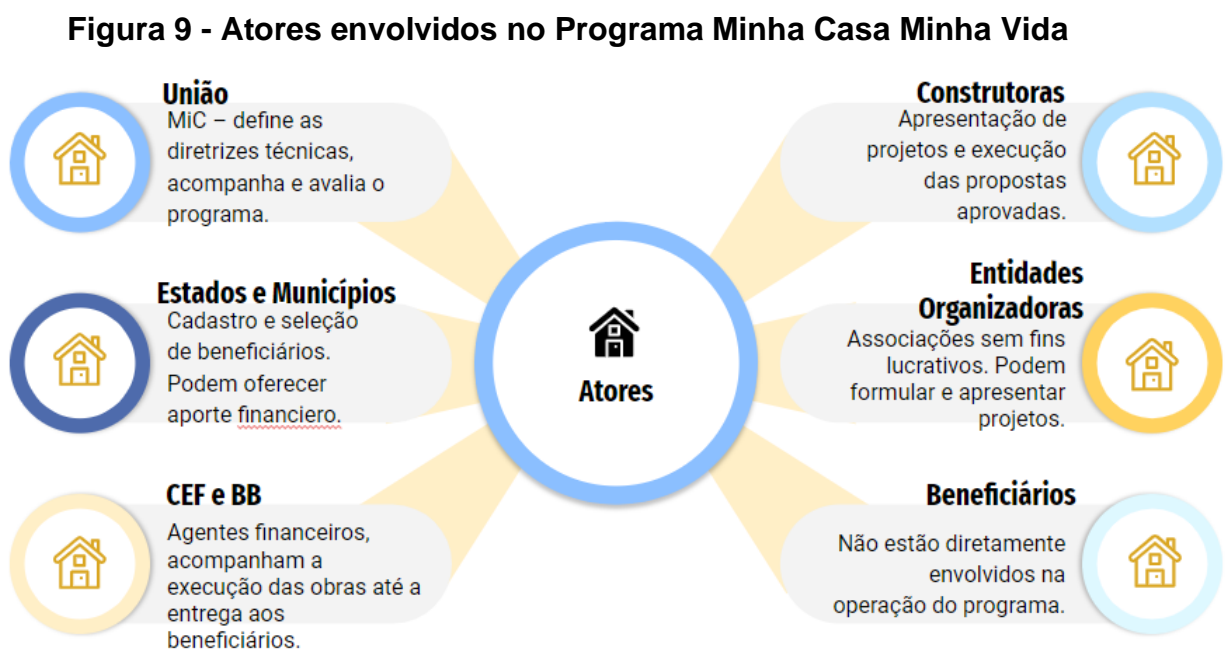 Figura 9 - Atores envolvidos no Programa Minha Casa Minha Vida
União
MiC – define as
diretrizes técnicas,
acompanha e avalia o
programa.
Estados e Municípios
Cadastro e seleção
de beneficiários.
Podem oferecer
aporte financiero.
CEF e BB
Agentes financeiros,
acompanham a
execução das obras até a
entrega aos
beneficiários.
Atores
Construtoras
Apresentação de
projetos e execução
das propostas
aprovadas.
Entidades
Organizadoras
Associações sem fins
lucrativos. Podem
formular e apresentar
projetos.
Beneficiários
Não estão diretamente
envolvidos na
operação do programa.